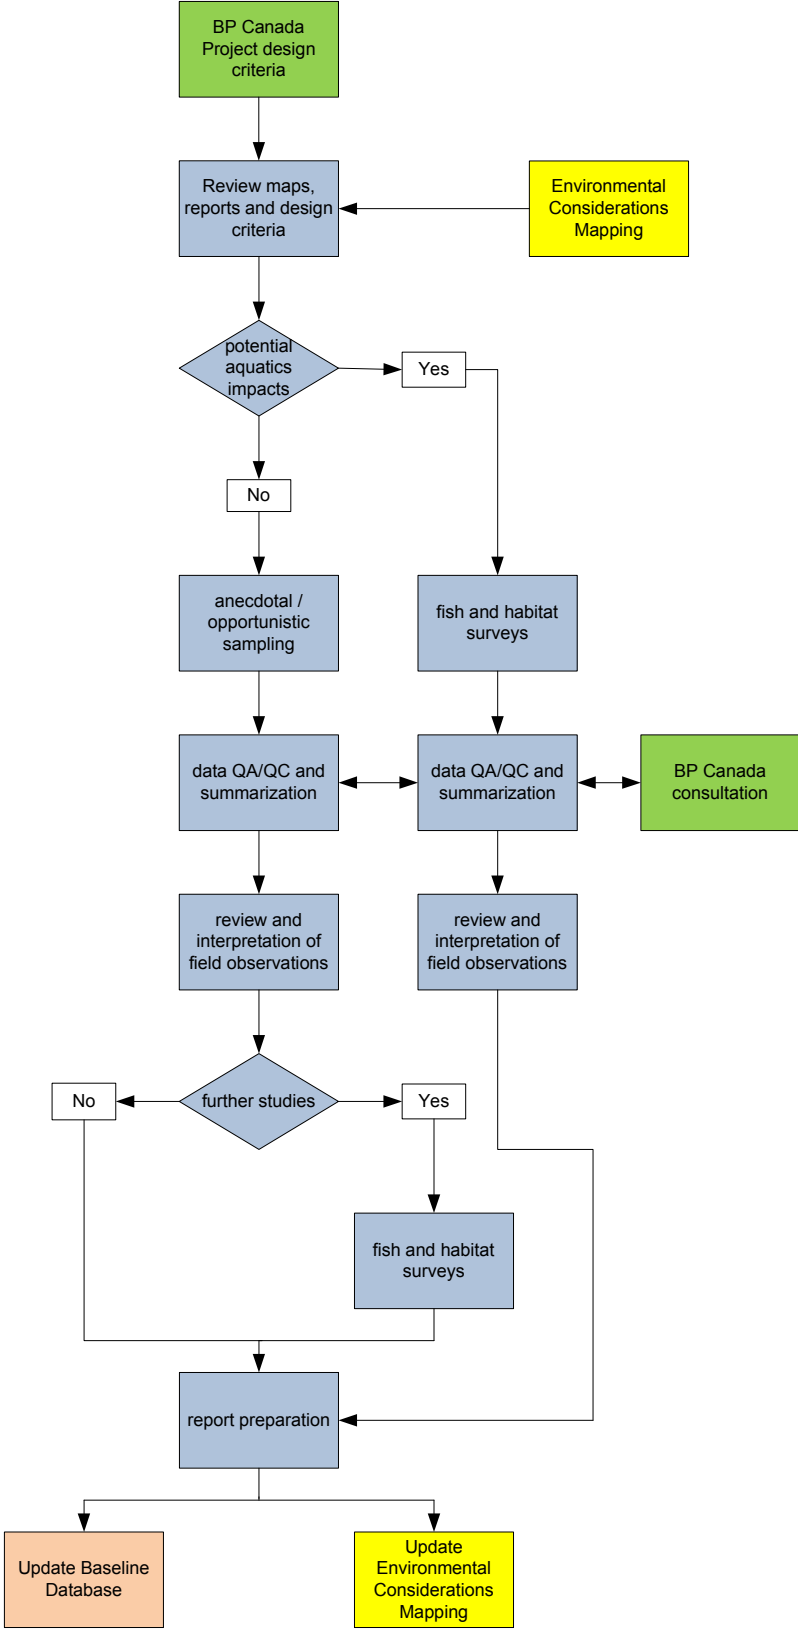 BP Canada
Project design
criteria
Review maps,
reports and design
criteria
Environmental
Considerations
Mapping
potential
aquatics
impacts
Yes
No
anecdotal /
opportunistic
sampling
fish and habitat
surveys
data QA/QC and
summarization
data QA/QC and
summarization
BP Canada
consultation
review and
interpretation of
field observations
review and
interpretation of
field observations
No
further studies
Yes
fish and habitat
surveys
report preparation
Update Baseline
Database
Update
Environmental
Considerations
Mapping